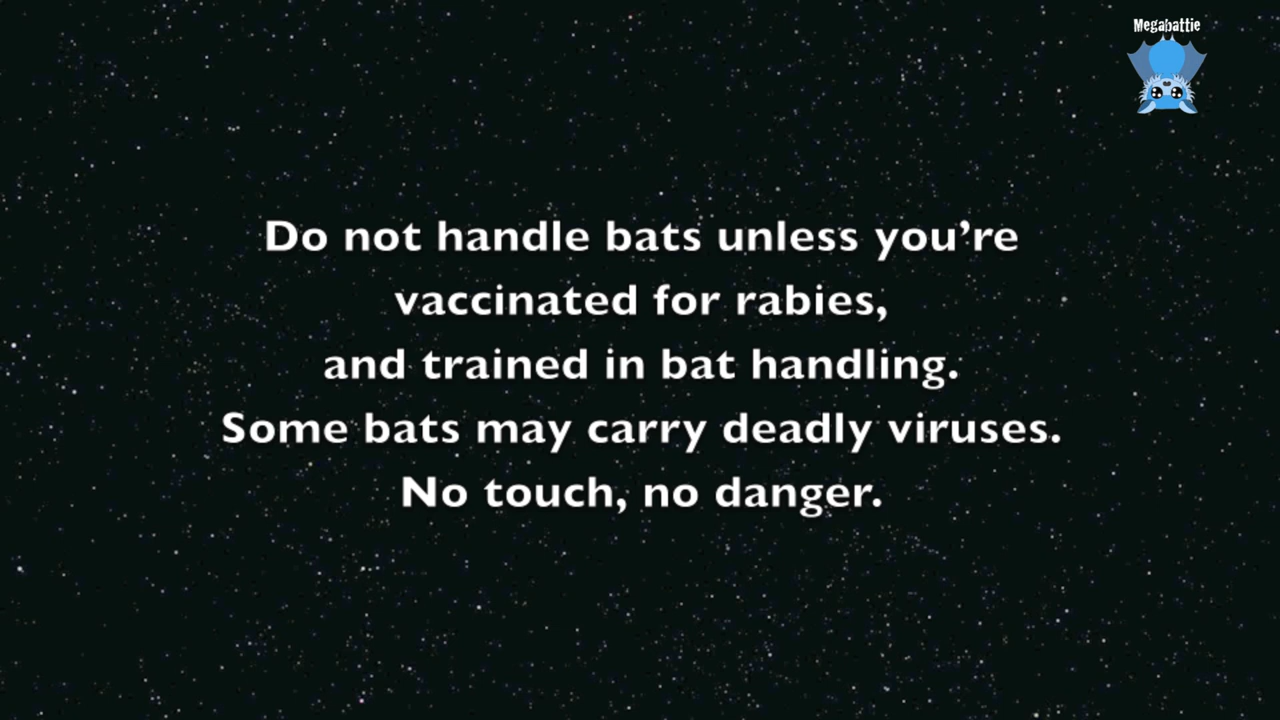 Megabattie
Do not handle bats unless you’re
vaccinated for rabies,
and trained in bat handling.
Some bats may carry deadly viruses.
No touch, no danger.